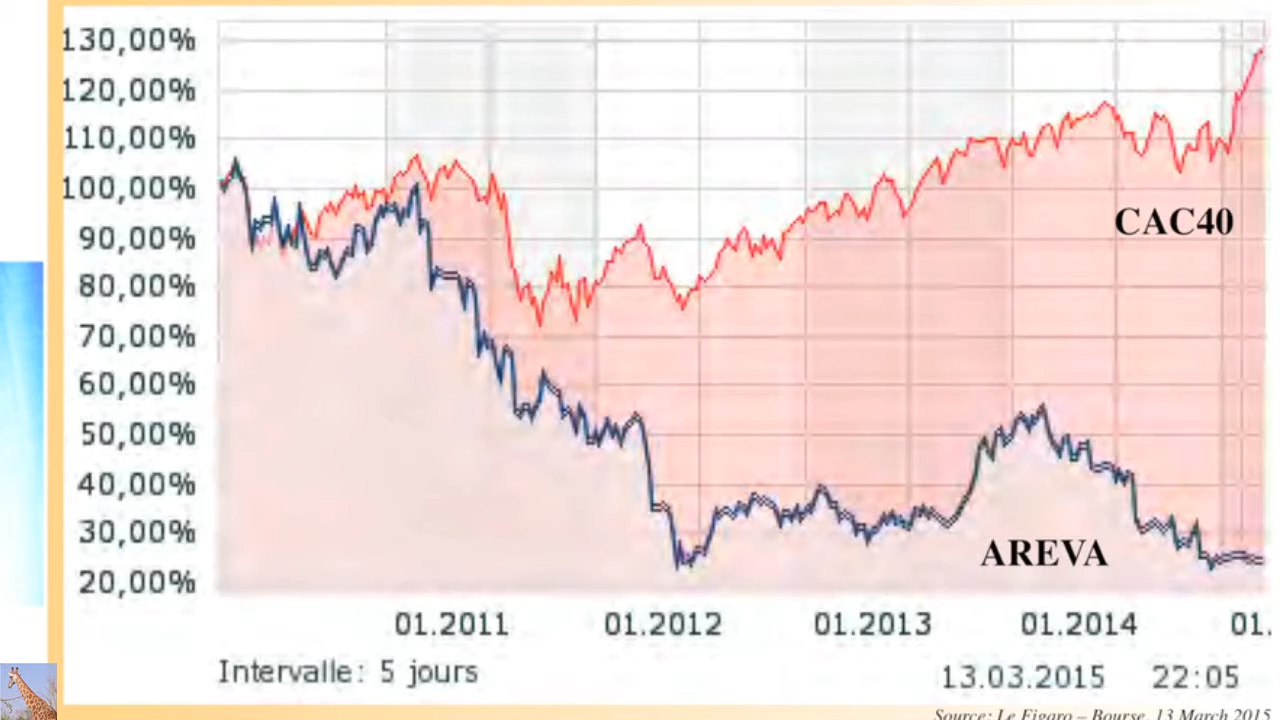 130,00%
120,00%
110,00%
100,00%
90,00%
80,00%
70,00%
60,00%
50,00%
40,00%
30,00%
20,00%
CAC40
AREVA
01.2011 01.2012 01.2013 01.2014 01.
Intervalle: 5 jours 13.03.2015 22:05
Source: Le Figaro – Bourse, 13 March 2015